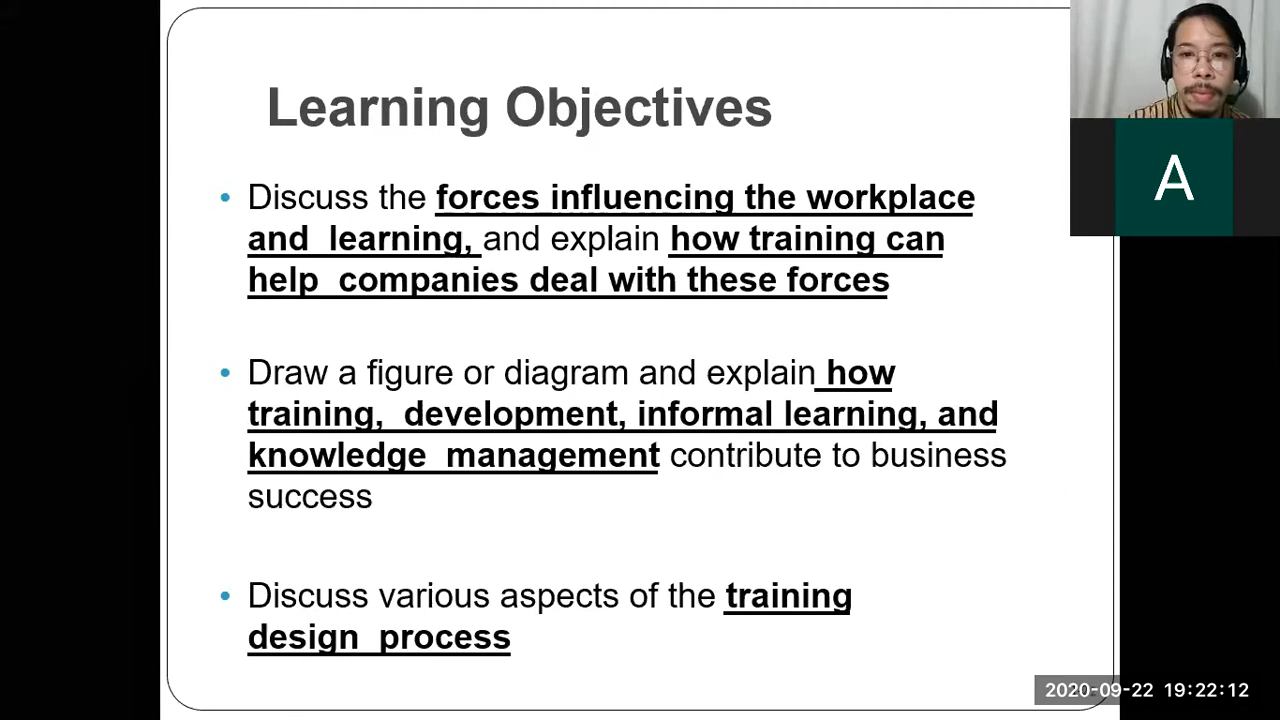 Learning Objectives
• Discuss the forces influencing the workplace
and learning, and explain how training can
help companies deal with these forces
• Draw a figure or diagram and explain how
training, development, informal learning, and
knowledge management contribute to business
success
• Discuss various aspects of the training
design process
A
2020-09-22 19:22:12